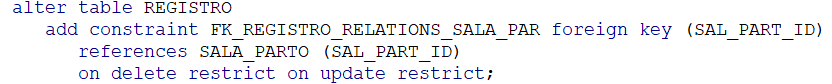 alter table REGISTRO
add constraint FK_REGISTRO_RELATIONS_SALA_PAR foreign key (SAL_PART_ID)
references SALA_PARTO (SAL_PART_ID)
on delete restrict on update restrict;